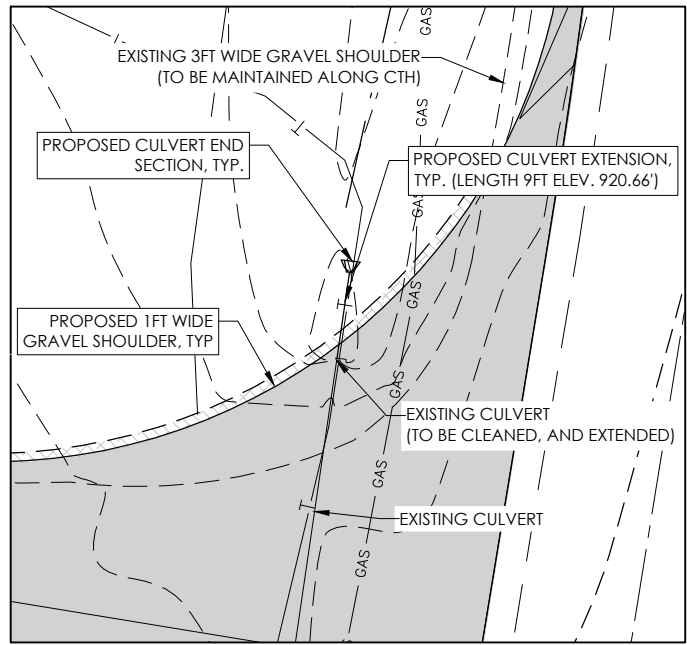 GAS
EXISTING 3FT WIDE GRAVEL SHOULDER
(TO BE MAINTAINED ALONG CTH)
GAS
PROPOSED CULVERT END
SECTION, TYP.
PROPOSED CULVERT EXTENSION,
TYP. (LENGTH 9FT ELEV. 920.66')
GAS
GAS
PROPOSED 1FT WIDE
GRAVEL SHOULDER, TYP
GAS
EXISTING CULVERT
(TO BE CLEANED, AND EXTENDED)
GAS
EXISTING CULVERT
GAS